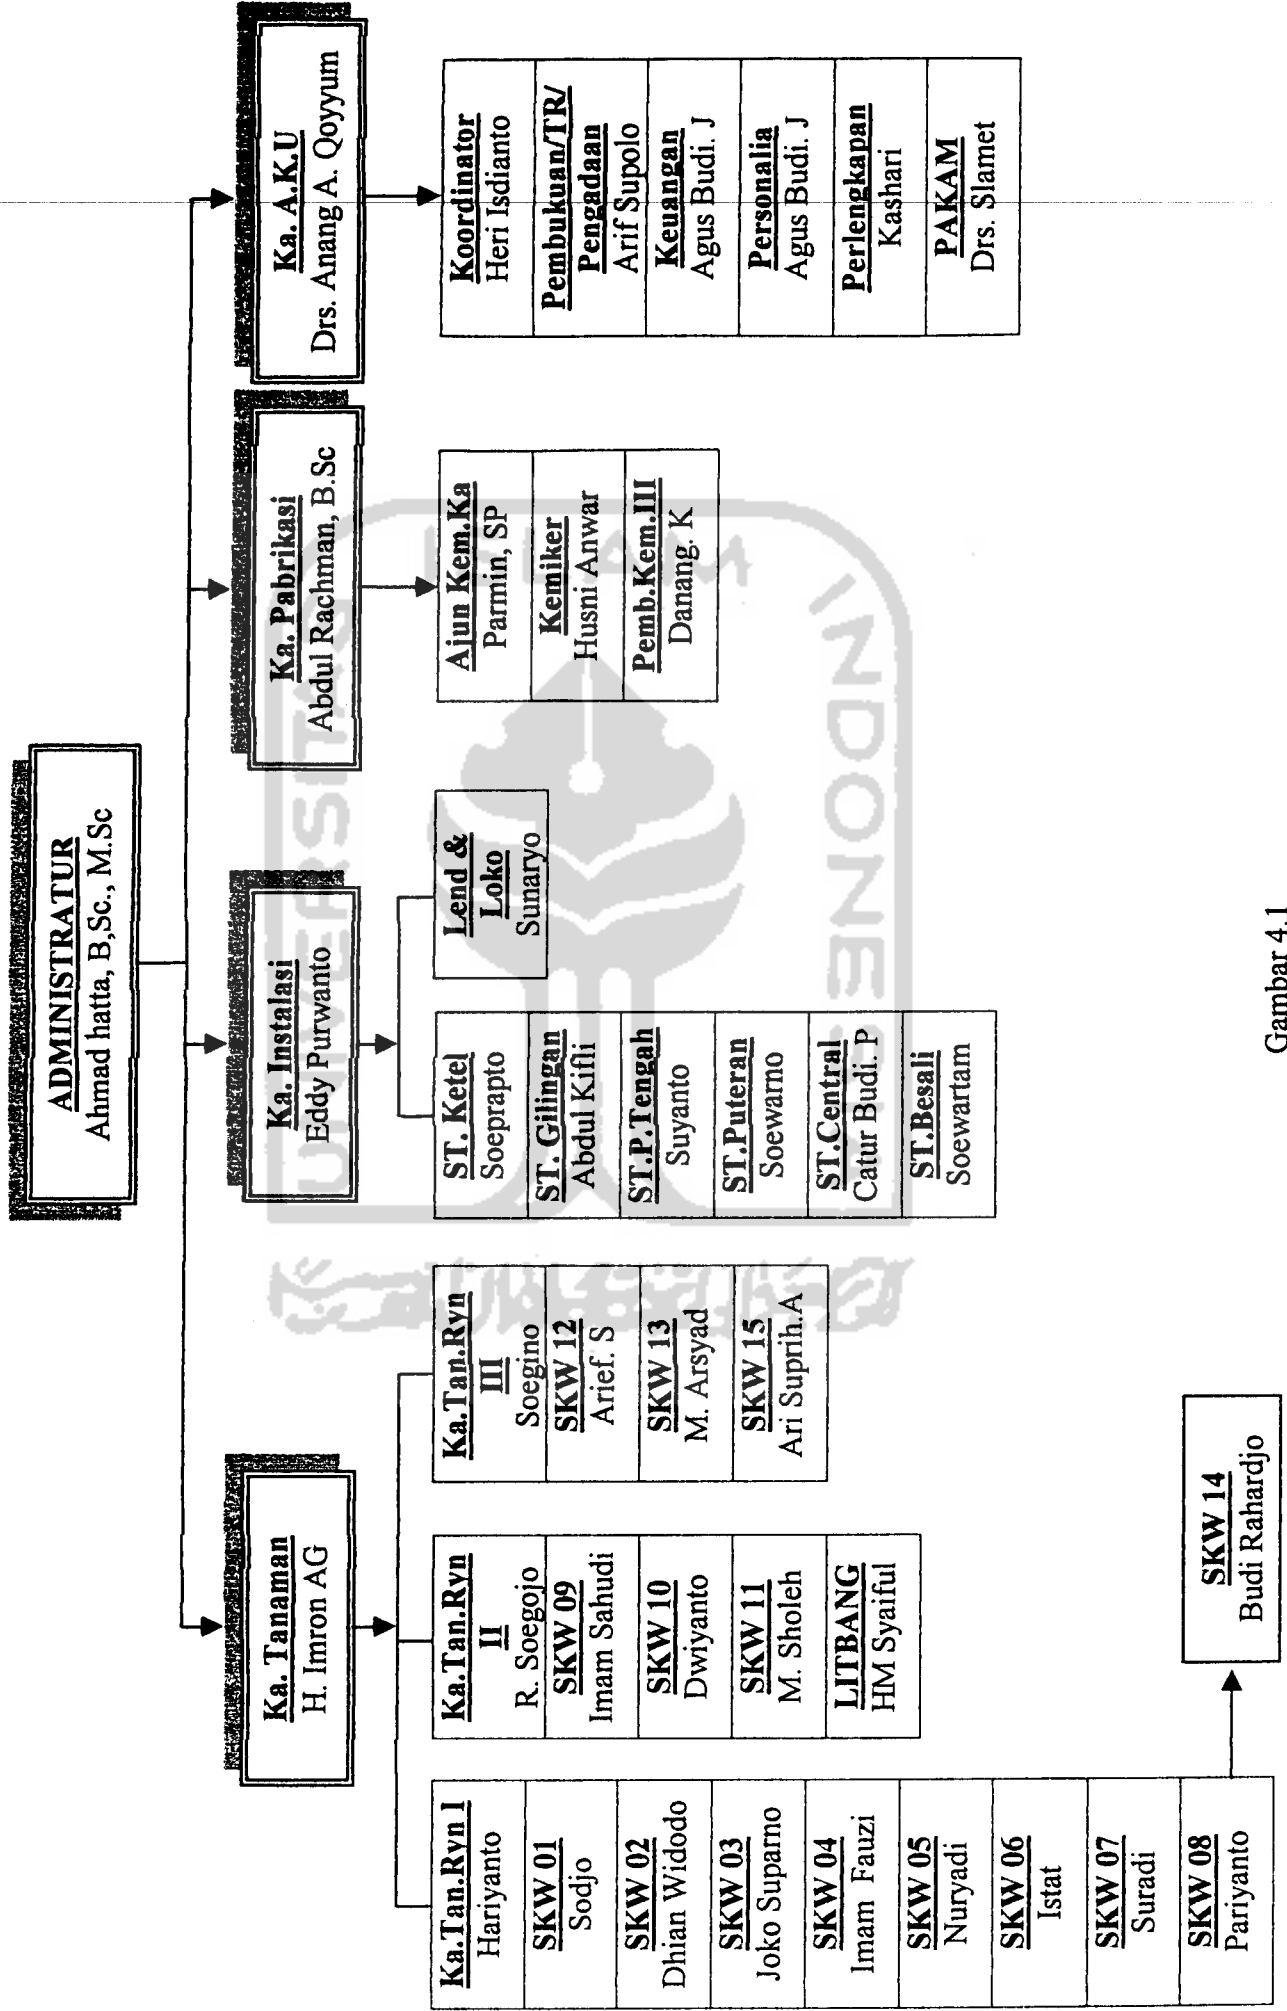 ADMINISTRATUR
Ahmad hatta, B,Sc., M.Sc
Ka. Tanaman
H. Imron AG
Ka. Instalasi
Eddy Purwanto
Ka. Pabrikasi
Abdul Rachman, B.Sc
Ka. A.K.U
Drs. Anang A. Qoyyum
Ka.Tan.Ryn I
Hariyanto
SKW 01
Sodjo
SKW 02
Dhian Widodo
SKW 03
Joko Suparno
SKW 04
Imam Fauzi
SKW 05
Nuryadi
SKW 06
Istat
SKW 07
Suradi
SKW 08
Pariyanto
SKW 14
Budi Rahardjo
Ka.Tan.Ryn
II
R. Soegojo
SKW 09
Imam Sahudi
SKW 10
Dwiyanto
SKW 11
M. Sholeh
LITBANG
HM Syaiful
Ka.Tan.Ryn
III
Soegino
SKW 12
Arief. S
SKW 13
M. Arsyad
SKW 15
Ari Suprih.A
ST. Ketel
Soeprapto
ST. Gilingan
Abdul Kifli
ST.P.Tengah
Suyanto
ST.Puteran
Soewarno
ST.Central
Catur Budi. P
ST.Besali
Soewartam
Lend &
Loko
Sunaryo
Ajun Kem.Ka
Parmin, SP
Kemiker
Husni Anwar
Pemb.Kem.III
Danang. K
Koordinator
Heri Isdianto
Pembukuan/TR/
Pengadaan
Arif Supolo
Keuangan
Agus Budi. J
Personalia
Agus Budi. J
Perlengkapan
Kashari
PAKAM
Drs. Slamet
Gambar 4.1
UNIVERSITAS
ISLAM
INDONESIA